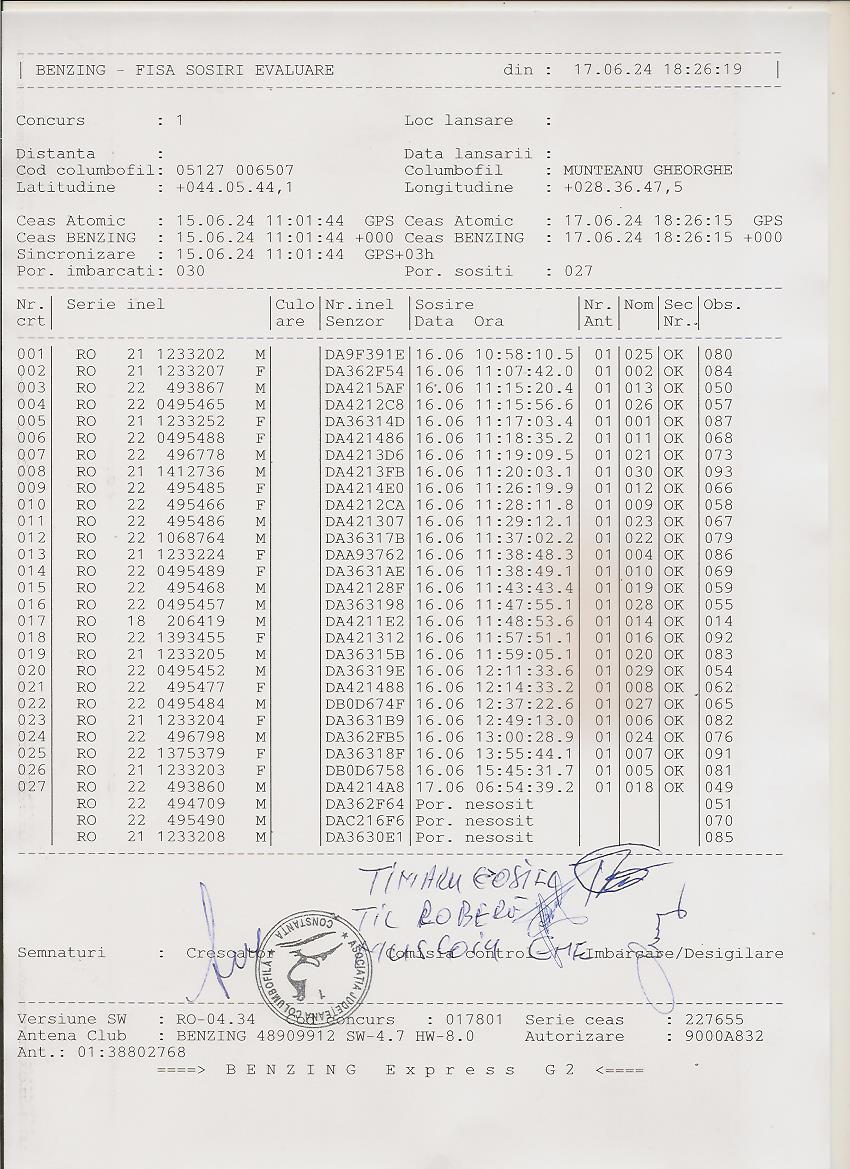 | BENZING - FISA SOSIRI EVALUARE din : 17.06.24 18:26:19 |
Concurs : 1 Loc lansare :
Distanta : Data lansarii :
Cod columbofil: 05127 006507 Columbofil : MUNTEANU GHEORGHE
Latitudine : +044.05.44,1 Longitudine : +028.36.47,5
Ceas Atomic : 15.06.24 11:01:44 GPS Ceas Atomic : 17.06.24 18:26:15 GPS
Ceas BENZING : 15.06.24 11:01:44 +000 Ceas BENZING : 17.06.24 18:26:15 +000
Sincronizare : 15.06.24 11:01:44 GPS+03h
Por. imbarcati: 030 Por. sositi : 027
Nr. Serie inel Culo Nr.inel Sosire Nr. Nom Sec Obs.
crt are Senzor Data Ora Ant Nr..
001 RO 21 1233202 M DA9F391E 16.06 10:58:10.5 01 025 OK 080
002 RO 21 1233207 F DA362F54 16.06 11:07:42.0 01 002 OK 084
003 RO 22 493867 M DA4215AF 16.06 11:15:20.4 01 013 OK 050
004 RO 22 0495465 M DA4212C8 16.06 11:15:56.6 01 026 OK 057
005 RO 21 1233252 F DA36314D 16.06 11:17:03.4 01 001 OK 087
006 RO 22 0495488 F DA421486 16.06 11:18:35.2 01 011 OK 068
007 RO 22 496778 M DA4213D6 16.06 11:19:09.5 01 021 OK 073
008 RO 21 1412736 M DA4213FB 16.06 11:20:03.1 01 030 OK 093
009 RO 22 495485 F DA4214E0 16.06 11:26:19.9 01 012 OK 066
010 RO 22 495466 F DA4212CA 16.06 11:28:11.8 01 009 OK 058
011 RO 22 495486 M DA421307 16.06 11:29:12.1 01 023 OK 067
012 RO 22 1068764 M DA36317B 16.06 11:37:02.2 01 022 OK 079
013 RO 21 1233224 F DAA93762 16.06 11:38:48.3 01 004 OK 086
014 RO 22 0495489 F DA3631AE 16.06 11:38:49.1 01 010 OK 069
015 RO 22 495468 M DA42128F 16.06 11:43:43.4 01 019 OK 059
016 RO 22 0495457 M DA363198 16.06 11:47:55.1 01 028 OK 055
017 RO 18 206419 M DA4211E2 16.06 11:48:53.6 01 014 OK 014
018 RO 22 1393455 F DA421312 16.06 11:57:51.1 01 016 OK 092
019 RO 21 1233205 M DA36315B 16.06 11:59:05.1 01 020 OK 083
020 RO 22 0495452 M DA36319E 16.06 12:11:33.6 01 029 OK 054
021 RO 22 495477 F DA421488 16.06 12:14:33.2 01 008 OK 062
022 RO 22 0495484 M DB0D674F 16.06 12:37:22.6 01 027 OK 065
023 RO 21 1233204 F DA3631B9 16.06 12:49:13.0 01 006 OK 082
024 RO 22 496798 M DA362FB5 16.06 13:00:28.9 01 024 OK 076
025 RO 22 1375379 F DA36318F 16.06 13:55:44.1 01 007 OK 091
026 RO 21 1233203 F DB0D6758 16.06 15:45:31.7 01 005 OK 081
027 RO 22 493860 M DA4214A8 17.06 06:54:39.2 01 018 OK 049
RO 22 494709 M DA362F64 Por. nesosit 051
RO 22 495490 M DAC216F6 Por. nesosit 070
RO 21 1233208 M DA3630E1 Por. nesosit 085
TIC ROBERT
ASOCIATIA JUDETEANA COLUMBOFILA CONSTANTA 1
Semnaturi : Crescator Comisia control Imbarcare/Desigilare
Versiune SW : RO-04.34 Cod concurs : 017801 Serie ceas : 227655
Antena Club : BENZING 48909912 SW-4.7 HW-8.0 Autorizare : 9000A832
Ant.: 01:38802768
====> B E N Z I N G E x p r e s s G 2 <====